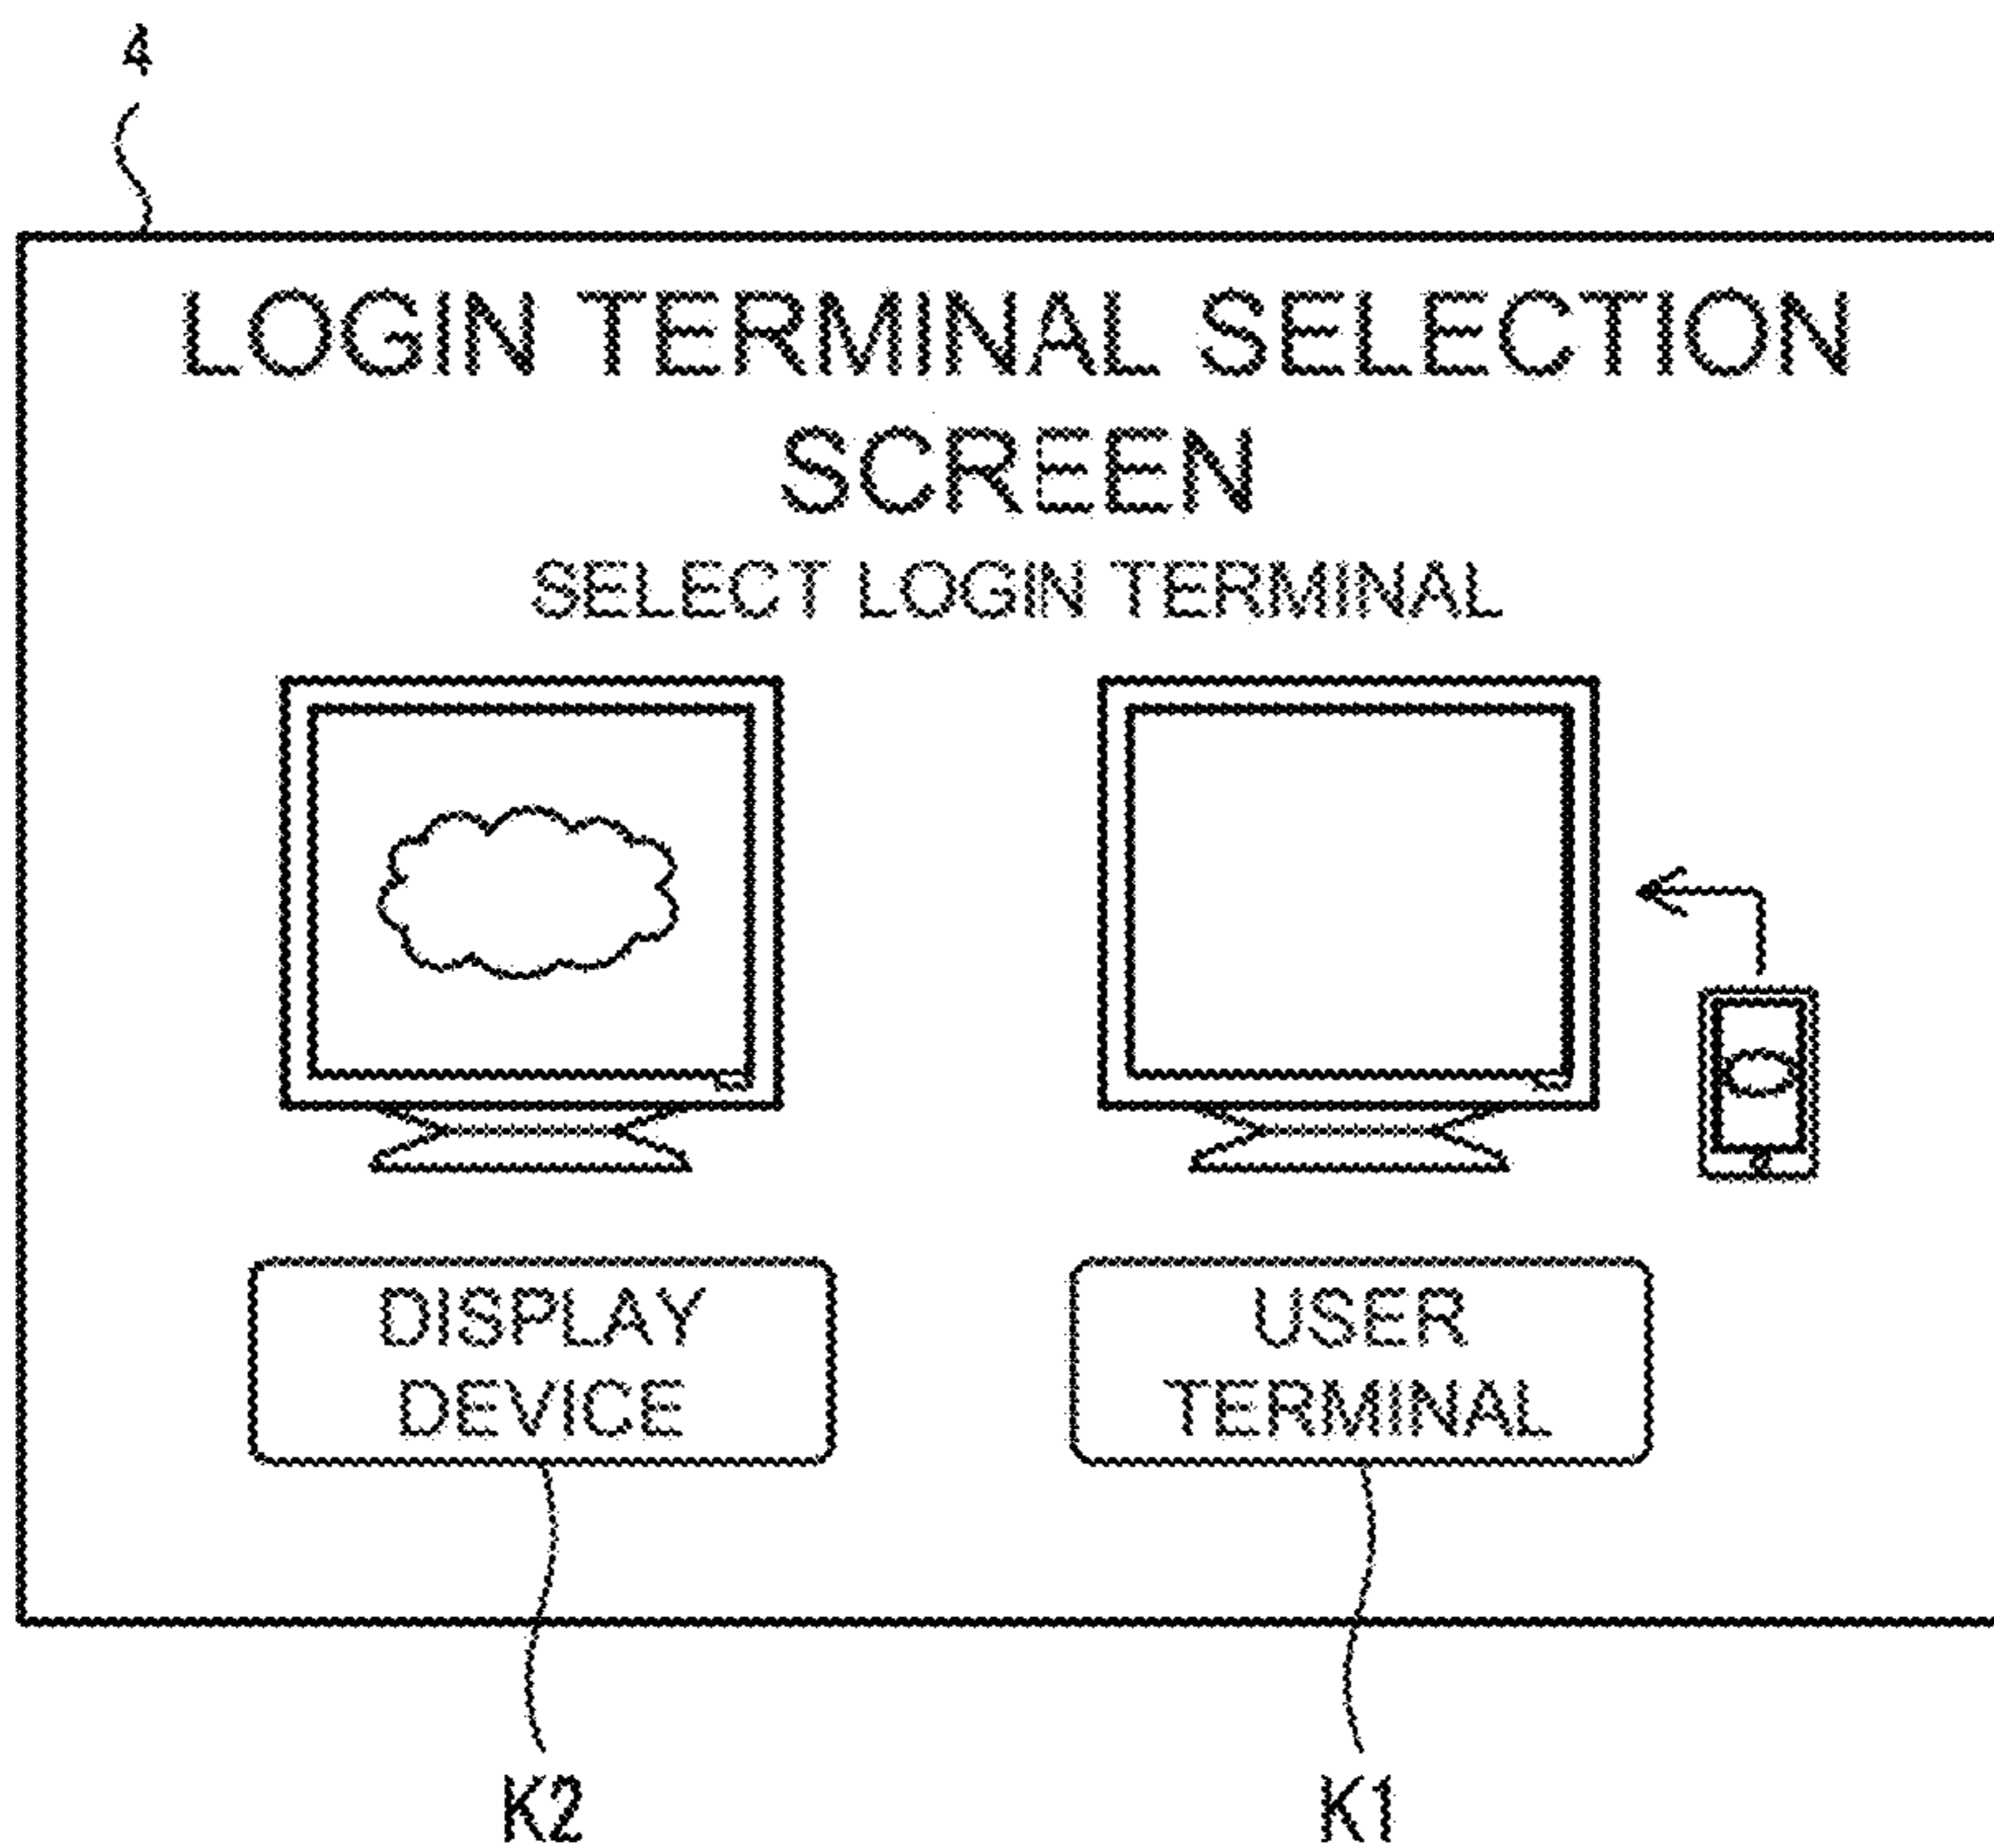 4
LOGIN TERMINAL SELECTION
SCREEN
SELECT LOGIN TERMINAL
DISPLAY
DEVICE
USER
TERMINAL
K2
K1